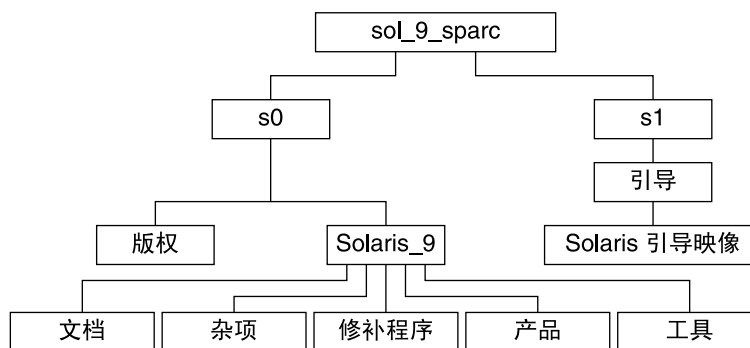 sol_9_sparc
s0
s1
引导
版权
Solaris_9
Solaris 引导映像
文档
杂项
修补程序
产品
工具